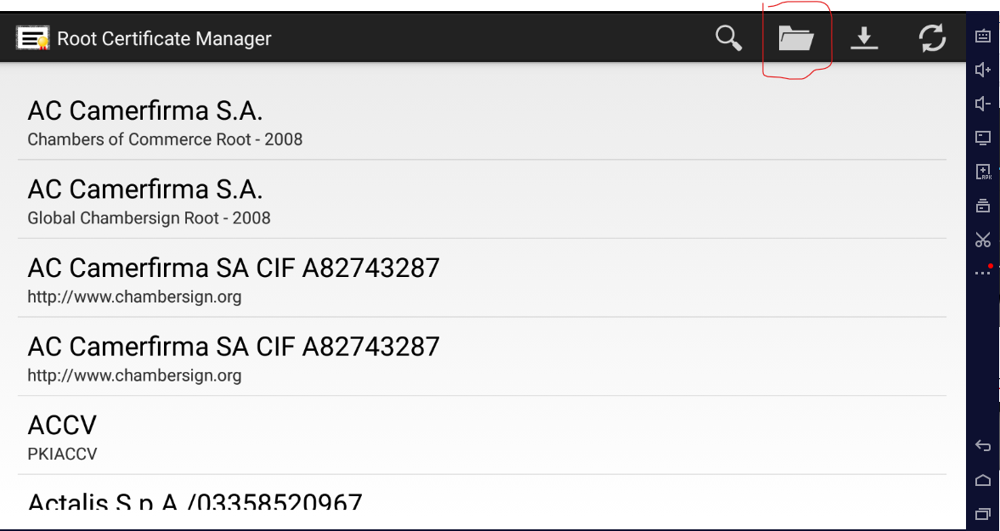 Root Certificate Manager
AC Camerfirma S.A.
Chambers of Commerce Root - 2008
AC Camerfirma S.A.
Global Chambersign Root - 2008
AC Camerfirma SA CIF A82743287
http://www.chambersign.org
AC Camerfirma SA CIF A82743287
http://www.chambersign.org
ACCV
PKIACCV
Actalis S.p.A./03358520967
APK